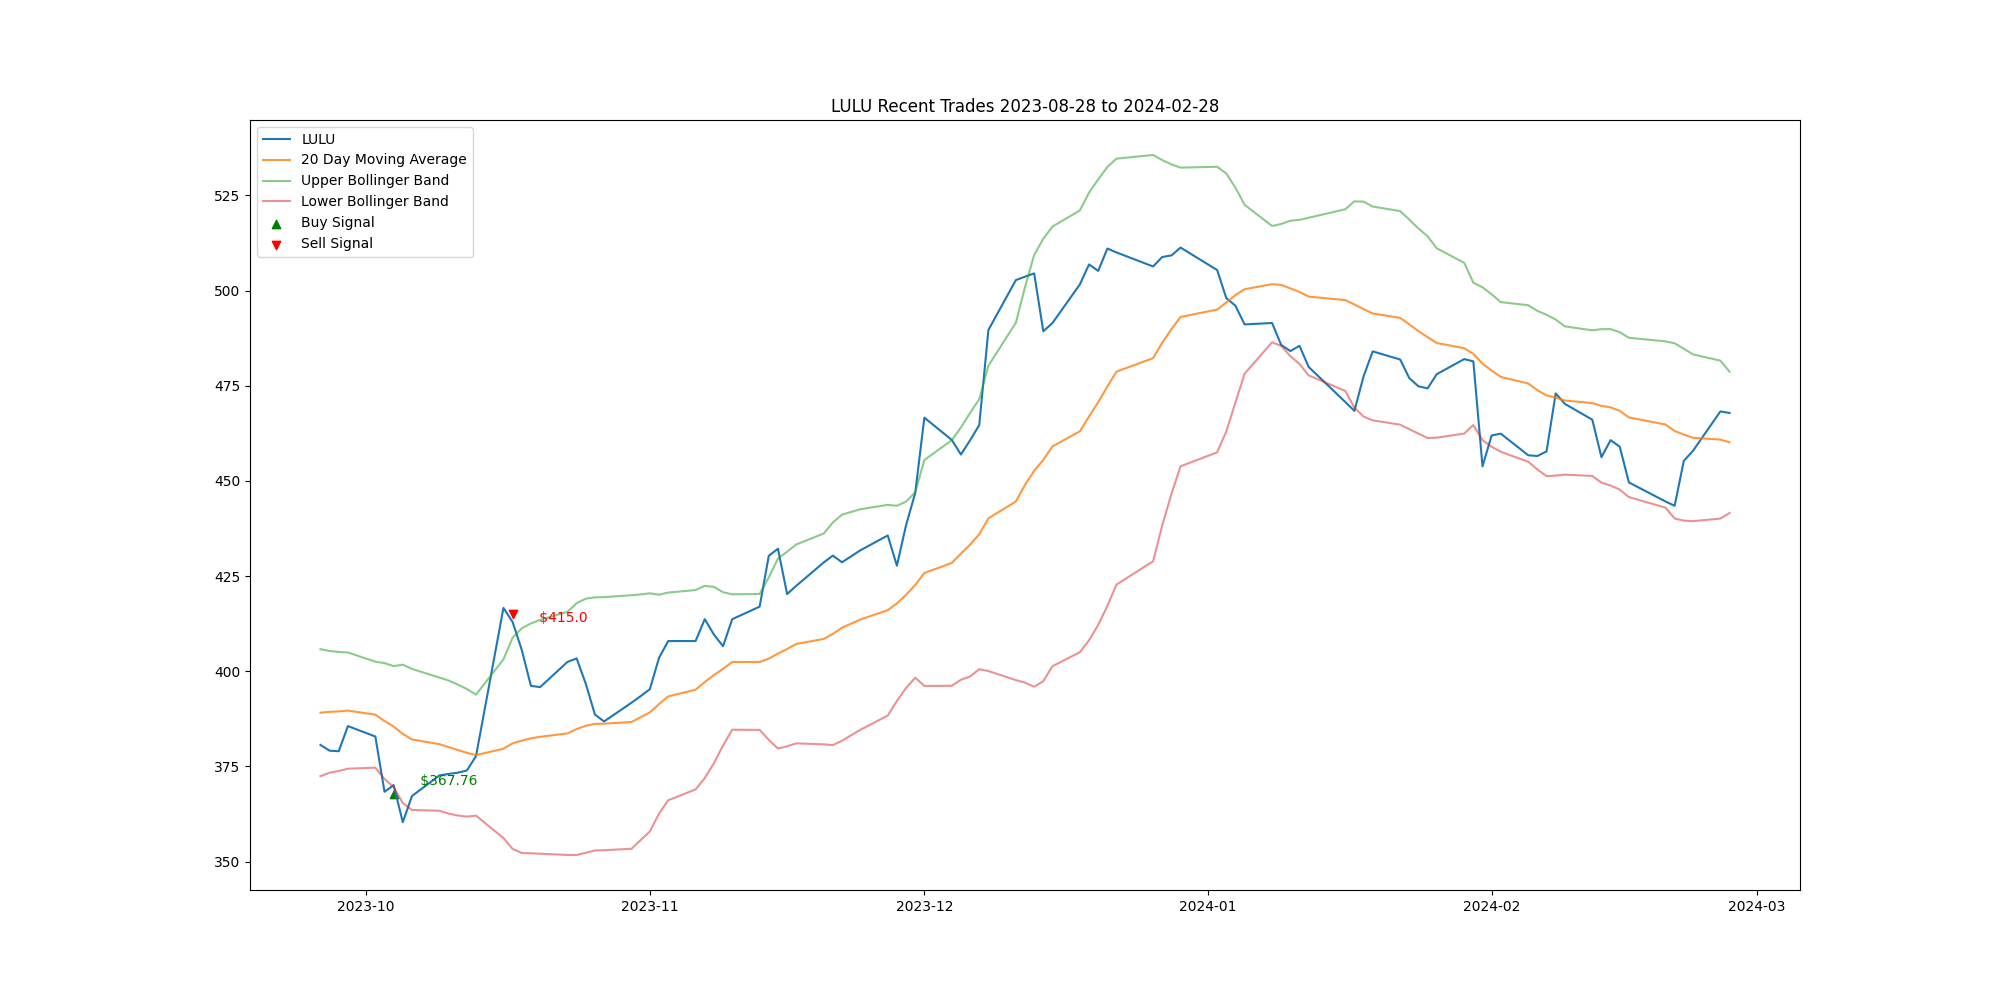 LULU Recent Trades 2023-08-28 to 2024-02-28
LULU
20 Day Moving Average
Upper Bollinger Band
Lower Bollinger Band
Buy Signal
Sell Signal
525
500
475
450
425
400
375
350
$415.0
$367.76
2023-10
2023-11
2023-12
2024-01
2024-02
2024-03